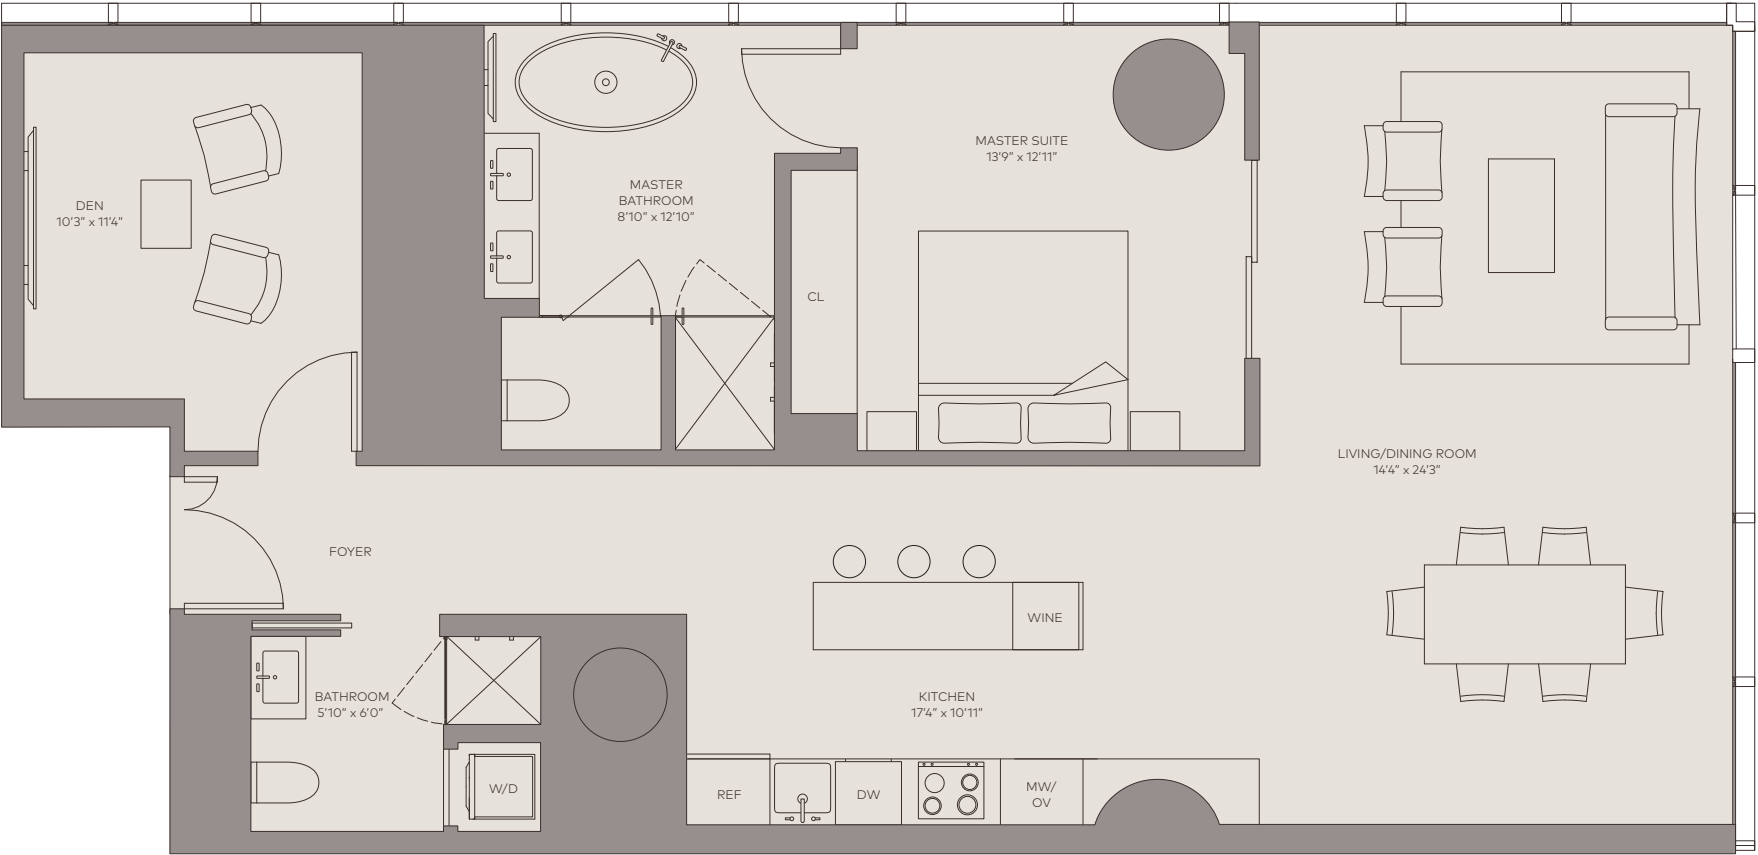 DEN
10'3" x 11'4"
MASTER
BATHROOM
8'10" x 12'10"
MASTER SUITE
13'9" x 12'11"
CL
LIVING/DINING ROOM
14'4" x 24'3"
FOYER
WINE
BATHROOM
5'10" x 6'0"
KITCHEN
17'4" x 10'11"
W/D
REF
DW
MW/
OV